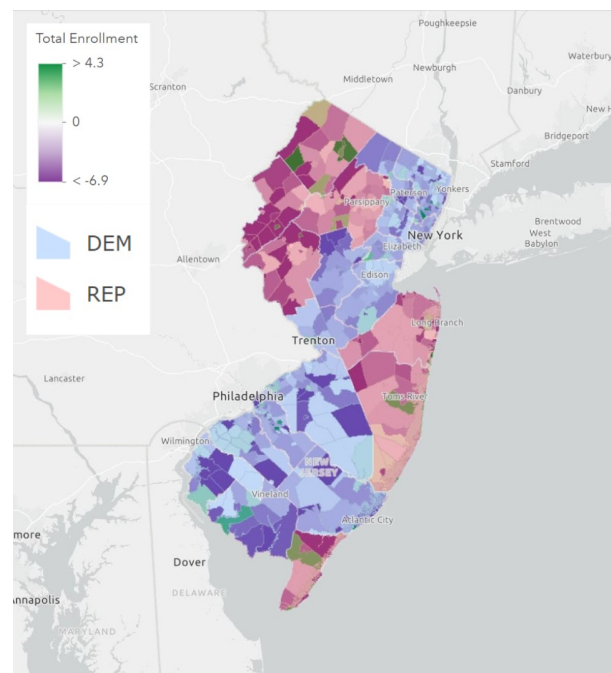 Total Enrollment
> 4.3
0
< -6.9
DEM
REP
Poughkeepsie
Waterbury
Newburgh
Middletown
Scranton
Danbury
New H
Bridgeport
Stamford
Paterson
Yonkers
Parsippany
Brentwood
New York
West
Babylon
Elizabeth
Allentown
Edison
Long Branch
Trenton
Lancaster
Philadelphia
Toms River
Wilmington
NEW
JERSEY
Vineland
Atlantic City
more
Dover
DELAWARE
Annapolis
MARYLAND